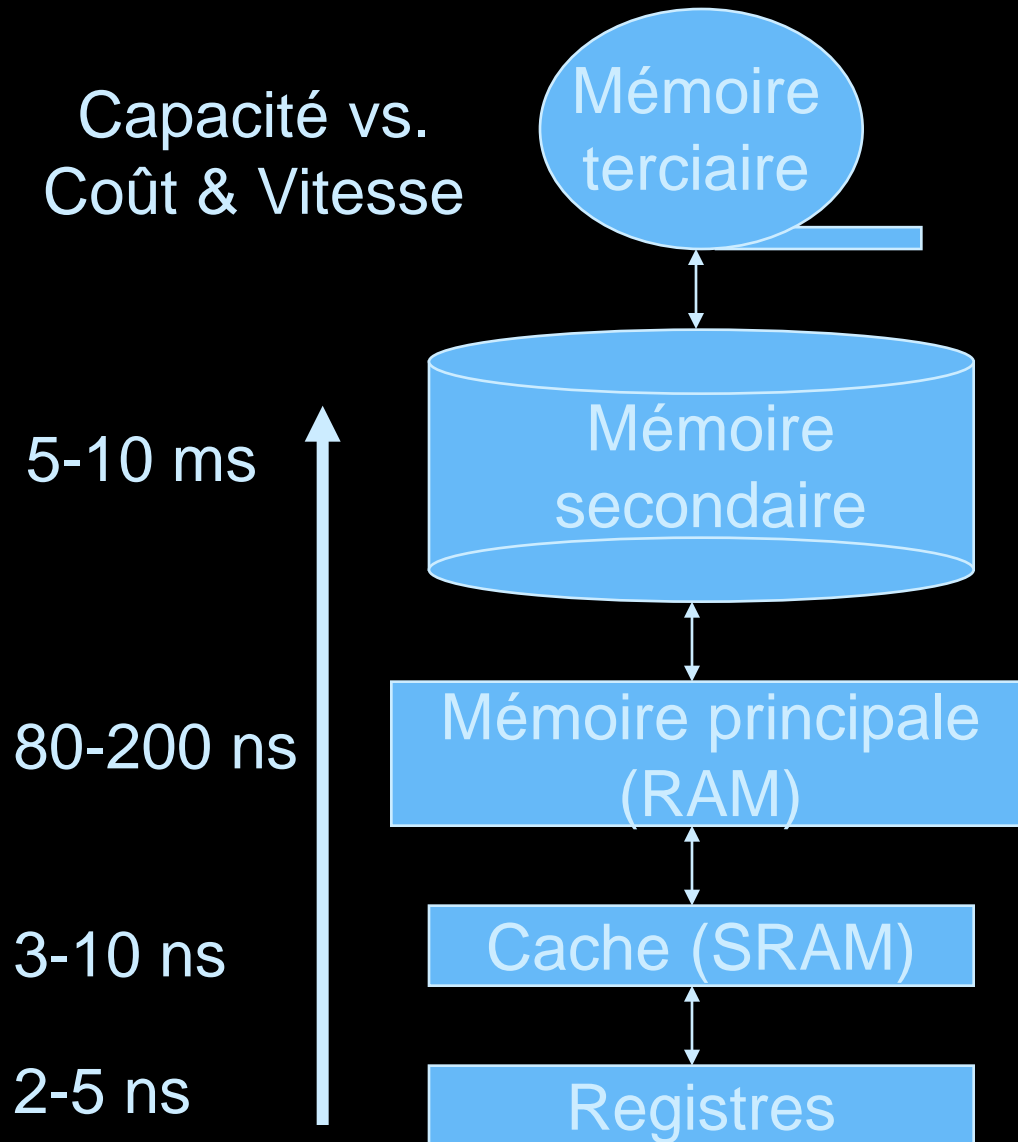 Capacité vs.
Coût & Vitesse
Mémoire
terciaire
5-10 ms
Mémoire
secondaire
80-200 ns
Mémoire principale
(RAM)
3-10 ns
Cache (SRAM)
2-5 ns
Registres